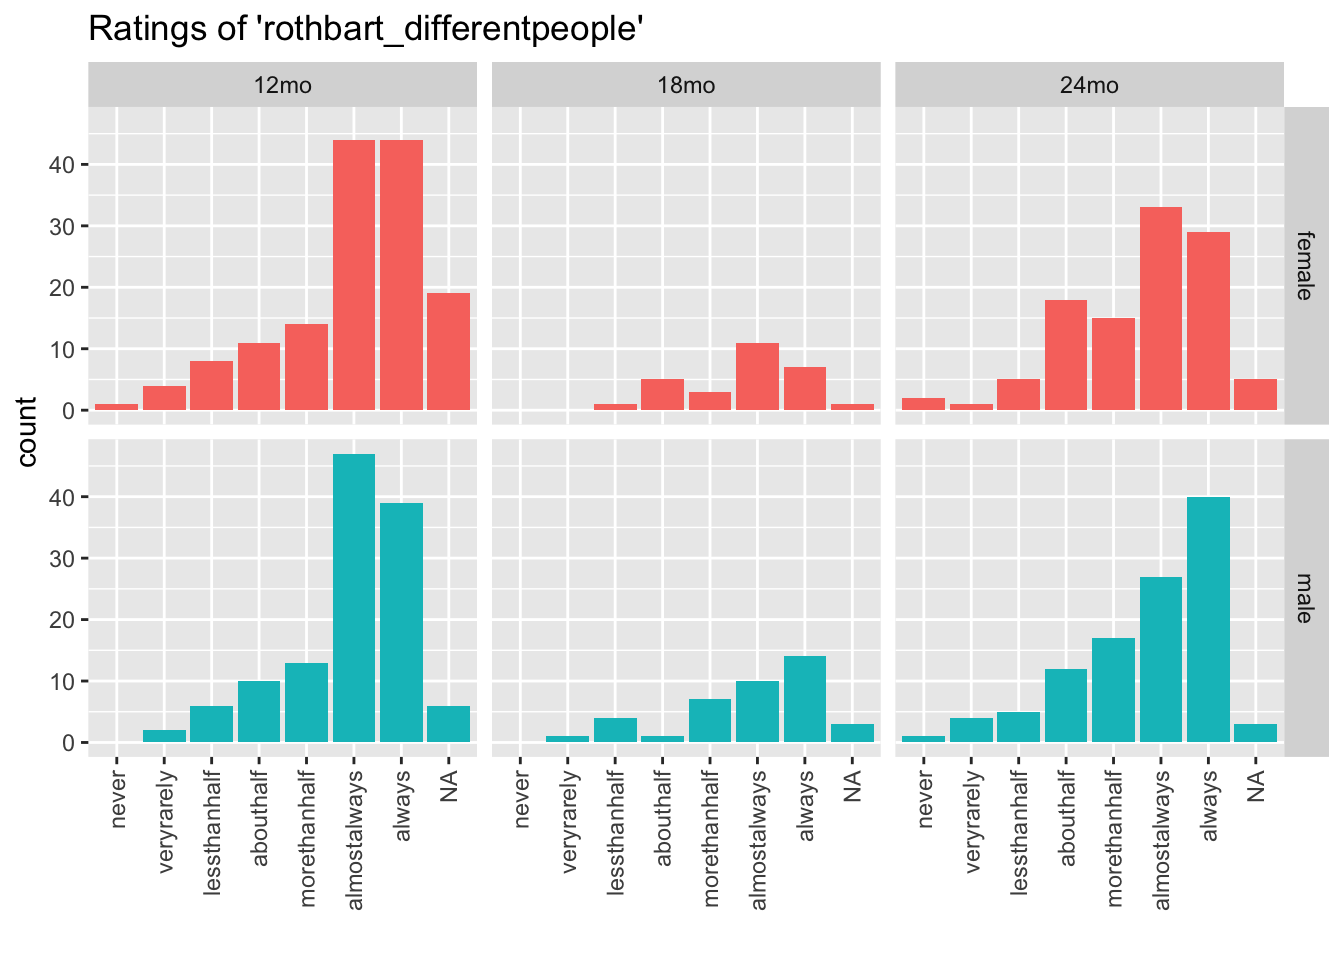 Ratings of 'rothbart_differentpeople'
12mo 18mo 24mo
40
30
20
10
0
female
count
40
30
20
10
0
male
never veryrarely lessthanhalf abouthalf morethanhalf almostalways always NA never veryrarely lessthanhalf abouthalf morethanhalf almostalways always NA never veryrarely lessthanhalf abouthalf morethanhalf almostalways always NA